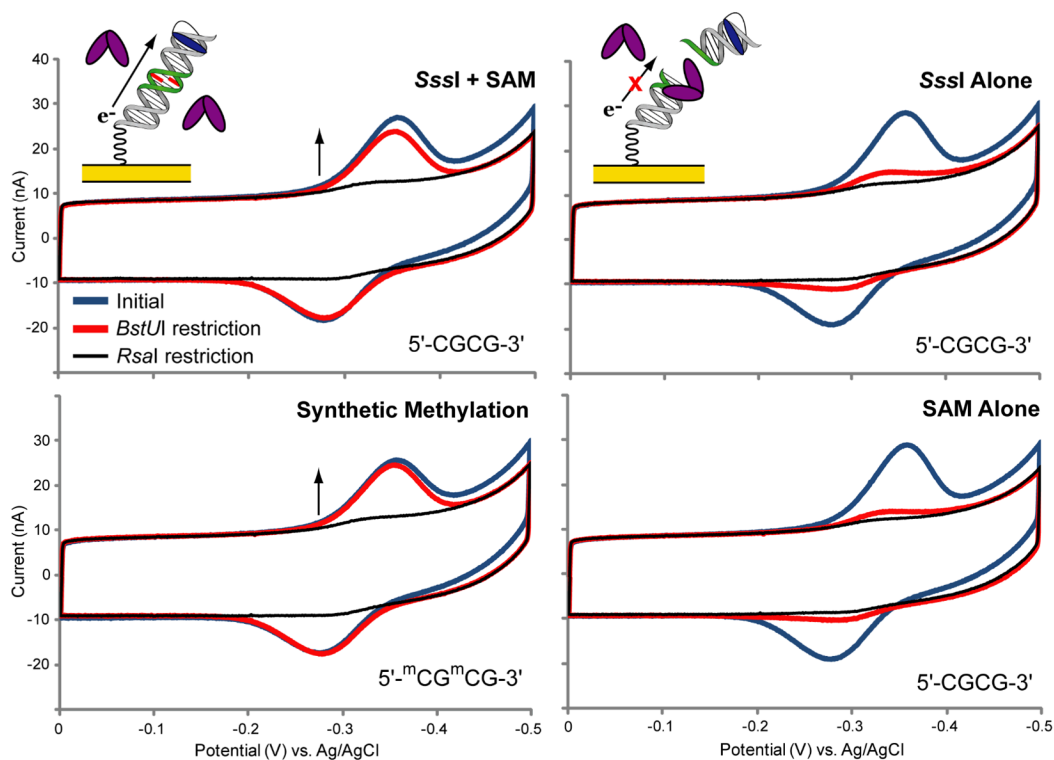 SssI + SAM
e-
40
30
20
10
0
-10
-20
Current (nA)
Initial
BstUI restriction
RsaI restriction
5'-CGCG-3'
0
-0.1
-0.2
-0.3
-0.4
-0.5
SssI Alone
X
e-
5'-CGCG-3'
Synthetic Methylation
30
20
10
0
-10
-20
Current (nA)
5'-ᵐCGᵐCG-3'
0
-0.1
-0.2
-0.3
-0.4
-0.5
Potential (V) vs. Ag/AgCl
SAM Alone
5'-CGCG-3'
0
-0.1
-0.2
-0.3
-0.4
-0.5
Potential (V) vs. Ag/AgCl